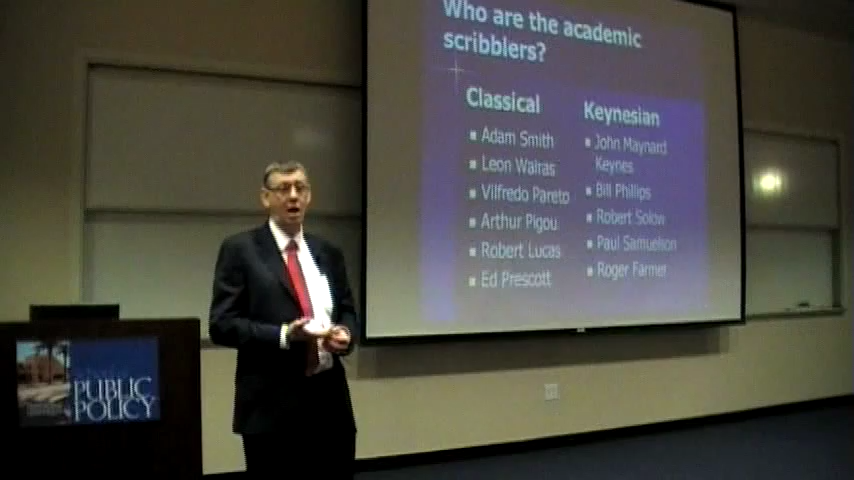 Who are the academic
scribblers?
Classical
Adam Smith
Leon Walras
Vilfredo Pareto
Arthur Pigou
Robert Lucas
Ed Prescott
Keynesian
John Maynard
Keynes
Bill Phillips
Robert Solow
Paul Samuelson
Roger Farmer
PUBLIC
POLICY